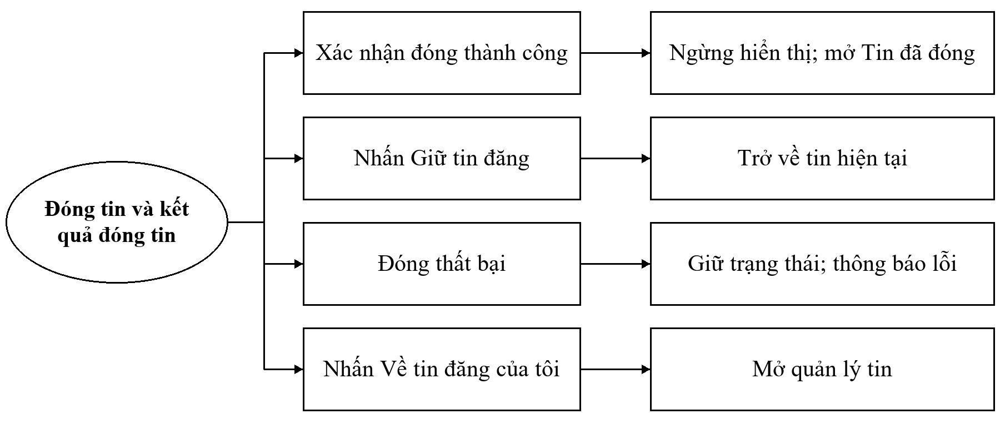 Đóng tin và kết
quả đóng tin
Xác nhận đóng thành công
Ngừng hiển thị; mở Tin đã đóng
Nhấn Giữ tin đăng
Trở về tin hiện tại
Đóng thất bại
Giữ trạng thái; thông báo lỗi
Nhấn Về tin đăng của tôi
Mở quản lý tin